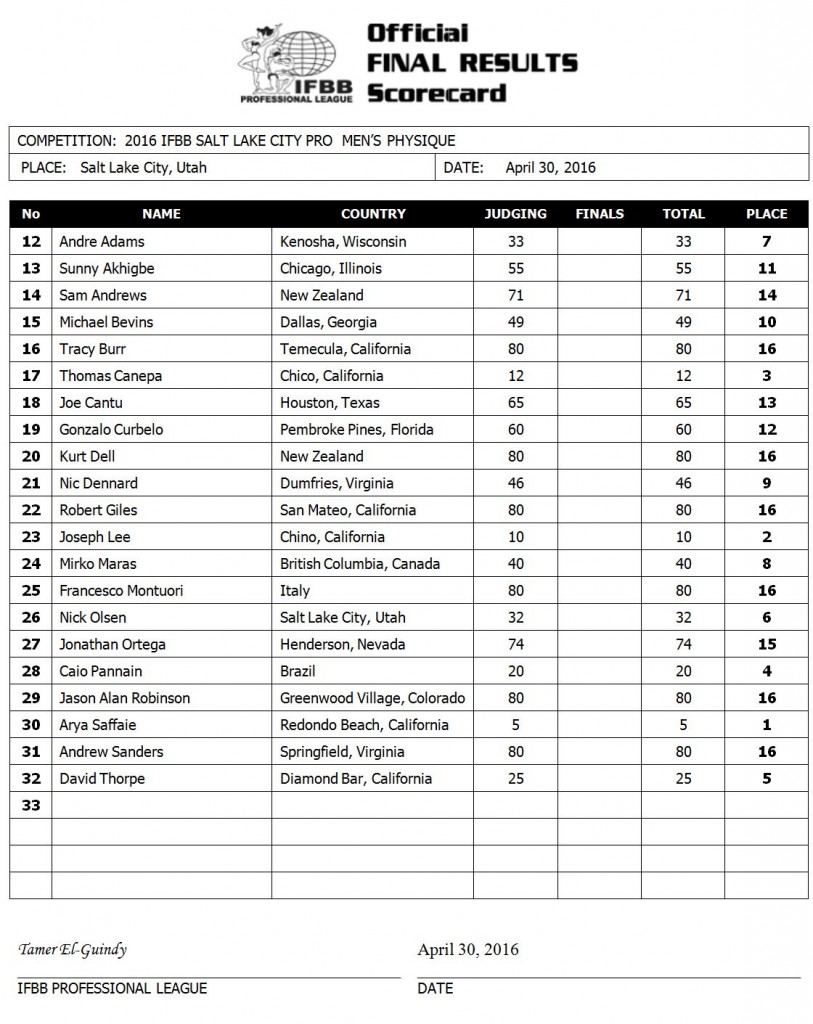 Official
FINAL RESULTS
Scorecard
IFBB
PROFESSIONAL LEAGUE
COMPETITION: 2016 IFBB SALT LAKE CITY PRO MEN'S PHYSIQUE
PLACE: Salt Lake City, Utah DATE: April 30, 2016
No NAME COUNTRY JUDGING FINALS TOTAL PLACE
12 Andre Adams Kenosha, Wisconsin 33 33 7
13 Sunny Akhigbe Chicago, Illinois 55 55 11
14 Sam Andrews New Zealand 71 71 14
15 Michael Bevins Dallas, Georgia 49 49 10
16 Tracy Burr Temecula, California 80 80 16
17 Thomas Canepa Chico, California 12 12 3
18 Joe Cantu Houston, Texas 65 65 13
19 Gonzalo Curbelo Pembroke Pines, Florida 60 60 12
20 Kurt Dell New Zealand 80 80 16
21 Nic Dennard Dumfries, Virginia 46 46 9
22 Robert Giles San Mateo, California 80 80 16
23 Joseph Lee Chino, California 10 10 2
24 Mirko Maras British Columbia, Canada 40 40 8
25 Francesco Montuori Italy 80 80 16
26 Nick Olsen Salt Lake City, Utah 32 32 6
27 Jonathan Ortega Henderson, Nevada 74 74 15
28 Caio Pannain Brazil 20 20 4
29 Jason Alan Robinson Greenwood Village, Colorado 80 80 16
30 Arya Saffaie Redondo Beach, California 5 5 1
31 Andrew Sanders Springfield, Virginia 80 80 16
32 David Thorpe Diamond Bar, California 25 25 5
33
Tamer El-Guindy April 30, 2016
IFBB PROFESSIONAL LEAGUE DATE